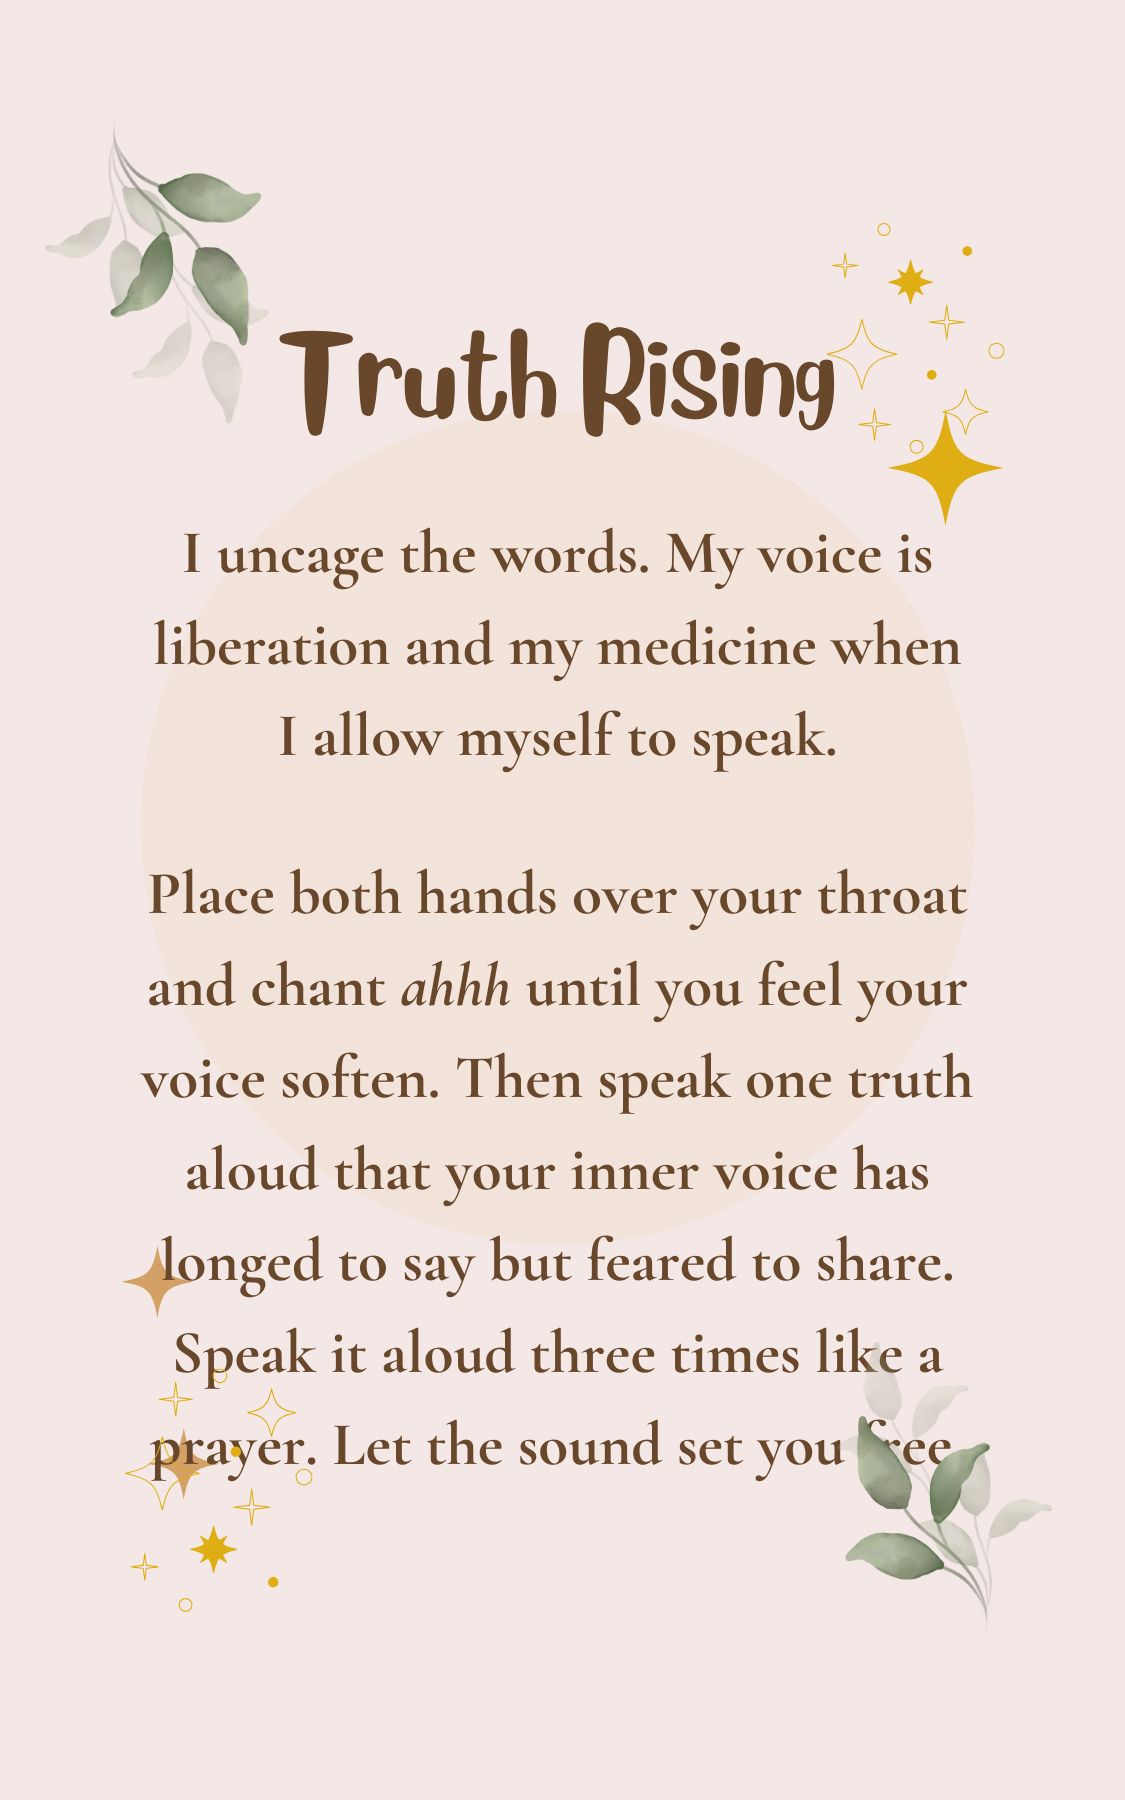 Truth Rising
I uncage the words. My voice is
liberation and my medicine when
I allow myself to speak.
Place both hands over your throat
and chant ahhh until you feel your
voice soften. Then speak one truth
aloud that your inner voice has
longed to say but feared to share.
Speak it aloud three times like a
prayer. Let the sound set you free